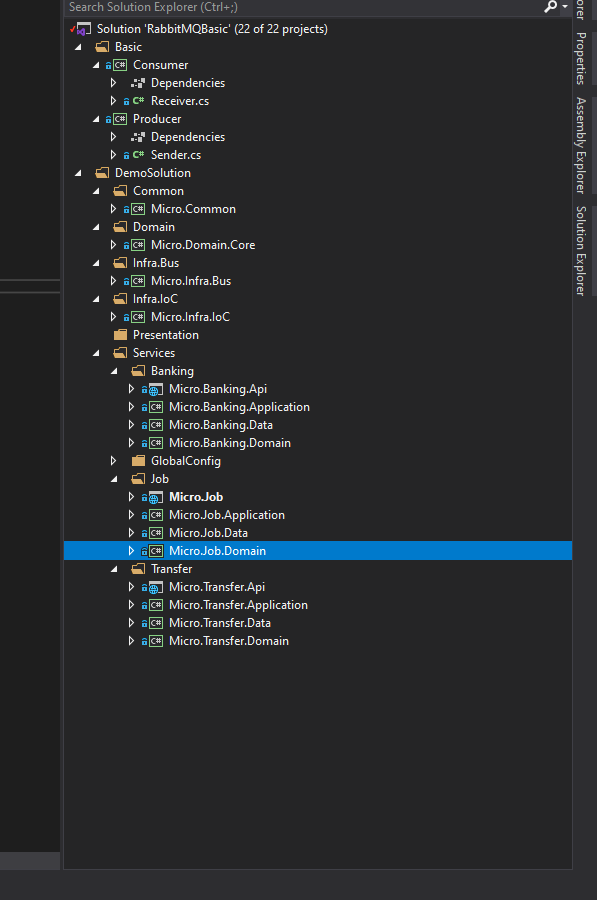 Search Solution Explorer (Ctrl+;)
Solution 'RabbitMQBasic' (22 of 22 projects)
Basic
C# Consumer
Dependencies
C# Receiver.cs
C# Producer
Dependencies
C# Sender.cs
DemoSolution
Common
C# Micro.Common
Domain
C# Micro.Domain.Core
Infra.Bus
C# Micro.Infra.Bus
Infra.IoC
C# Micro.Infra.IoC
Presentation
Services
Banking
Micro.Banking.Api
C# Micro.Banking.Application
C# Micro.Banking.Data
C# Micro.Banking.Domain
GlobalConfig
Job
Micro.Job
C# Micro.Job.Application
C# Micro.Job.Data
C# Micro.Job.Domain
Transfer
Micro.Transfer.Api
C# Micro.Transfer.Application
C# Micro.Transfer.Data
C# Micro.Transfer.Domain
Properties
Assembly Explorer
Solution Explorer